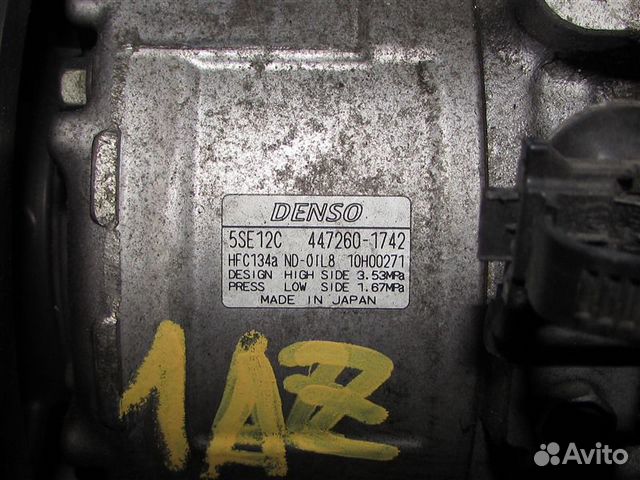 DENSO
5SE12C 447260-1742
HFC134a ND-OIL8 10H00271
DESIGN HIGH SIDE 3.53MPa
PRESS LOW SIDE 1.67MPa
MADE IN JAPAN
1AZ
Avito